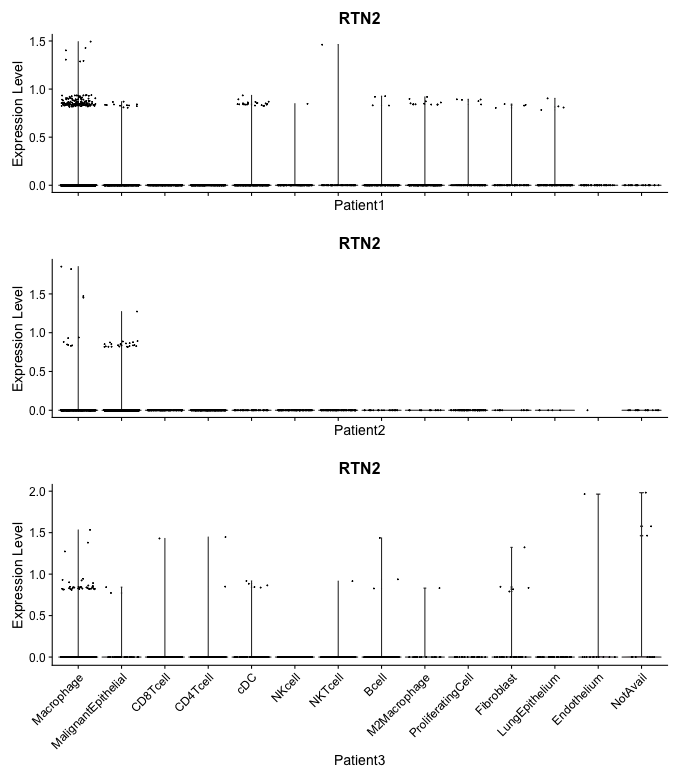 RTN2
Expression Level
1.5
1.0
0.5
0.0
Patient1
RTN2
Expression Level
1.5
1.0
0.5
0.0
Patient2
RTN2
Expression Level
2.0
1.5
1.0
0.5
0.0
Macrophage
MalignantEpithelial
CD8Tcell
CD4Tcell
cDC
NKcell
NKTcell
Bcell
M2Macrophage
ProliferatingCell
Fibroblast
LungEpithelium
Endothelium
NotAvail
Patient3